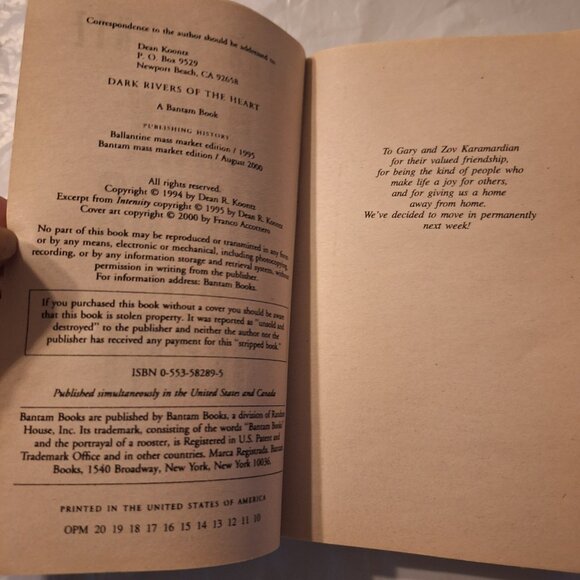 Correspondence to the author should be addressed to:
Dean Koontz
P. O. Box 9529
Newport Beach, CA 92658
DARK RIVERS OF THE HEART
A Bantam Book
PUBLISHING HISTORY
Ballantine mass market edition / 1995
Bantam mass market edition / August 2000
All rights reserved.
Copyright © 1994 by Dean R. Koontz
Excerpt from Intensity copyright © 1995 by Dean R. Koontz
Cover art copyright © 2000 by Franco Accornero
No part of this book may be reproduced or transmitted in any form
or by any means, electronic or mechanical, including photocopying,
recording, or by any information storage and retrieval system, without
permission in writing from the publisher.
For information address: Bantam Books.
If you purchased this book without a cover you should be aware
that this book is stolen property. It was reported as "unsold and
destroyed" to the publisher and neither the author nor the
publisher has received any payment for this "stripped book."
ISBN 0-553-58289-5
Published simultaneously in the United States and Canada
Bantam Books are published by Bantam Books, a division of Random
House, Inc. Its trademark, consisting of the words "Bantam Books"
and the portrayal of a rooster, is Registered in U.S. Patent and
Trademark Office and in other countries. Marca Registrada. Bantam
Books, 1540 Broadway, New York, New York 10036.
PRINTED IN THE UNITED STATES OF AMERICA
OPM 20 19 18 17 16 15 14 13 12 11 10
To Gary and Zov Karamardian
for their valued friendship,
for being the kind of people who
make life a joy for others,
and for giving us a home
away from home.
We've decided to move in permanently
next week!